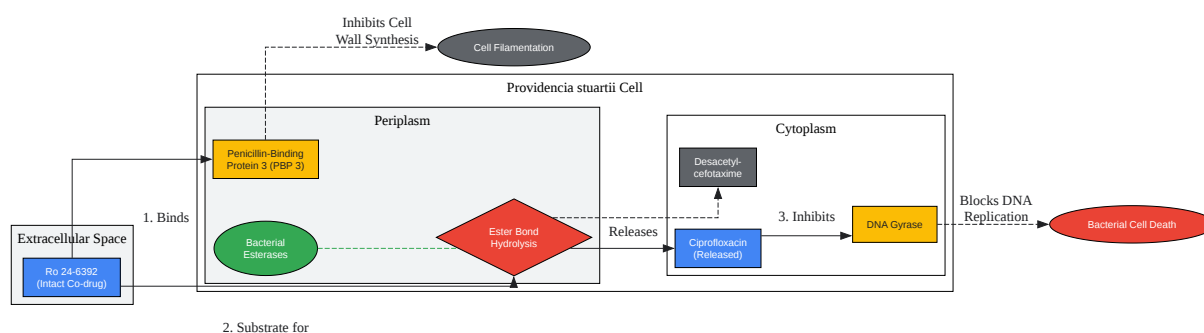 Inhibits Cell
Wall Synthesis
Cell Filamentation
Providencia stuartii Cell
Periplasm
Cytoplasm
Penicillin-Binding
Protein 3 (PBP 3)
Desacetyl-
cefotaxime
1. Binds
Extracellular Space
Ro 24-6392
(Intact Co-drug)
Bacterial
Esterases
Ester Bond
Hydrolysis
Releases
Ciprofloxacin
(Released)
3. Inhibits
DNA Gyrase
Blocks DNA
Replication
Bacterial Cell Death
2. Substrate for